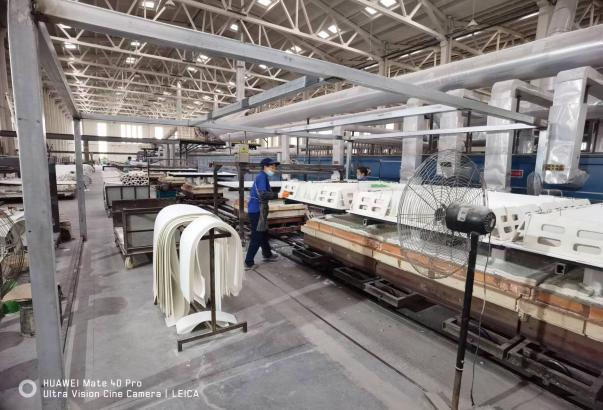 HUAWEI Mate 40 Pro
Ultra Vision Cine Camera | LEICA